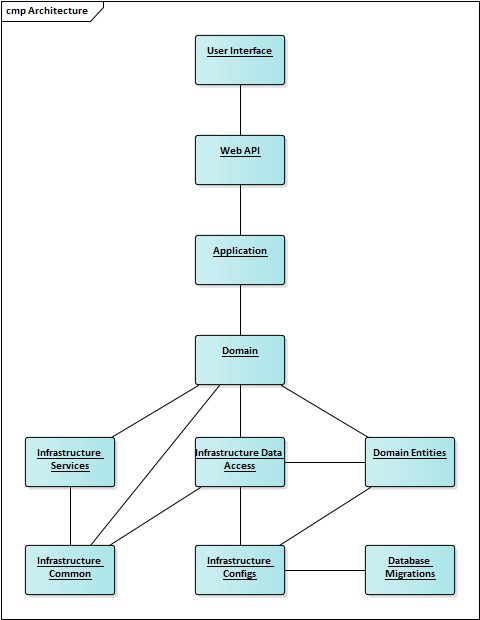 cmp Architecture
User Interface
Web API
Application
Domain
Infrastructure
Services
Infrastructure Data
Access
Domain Entities
Infrastructure
Common
Infrastructure
Configs
Database
Migrations